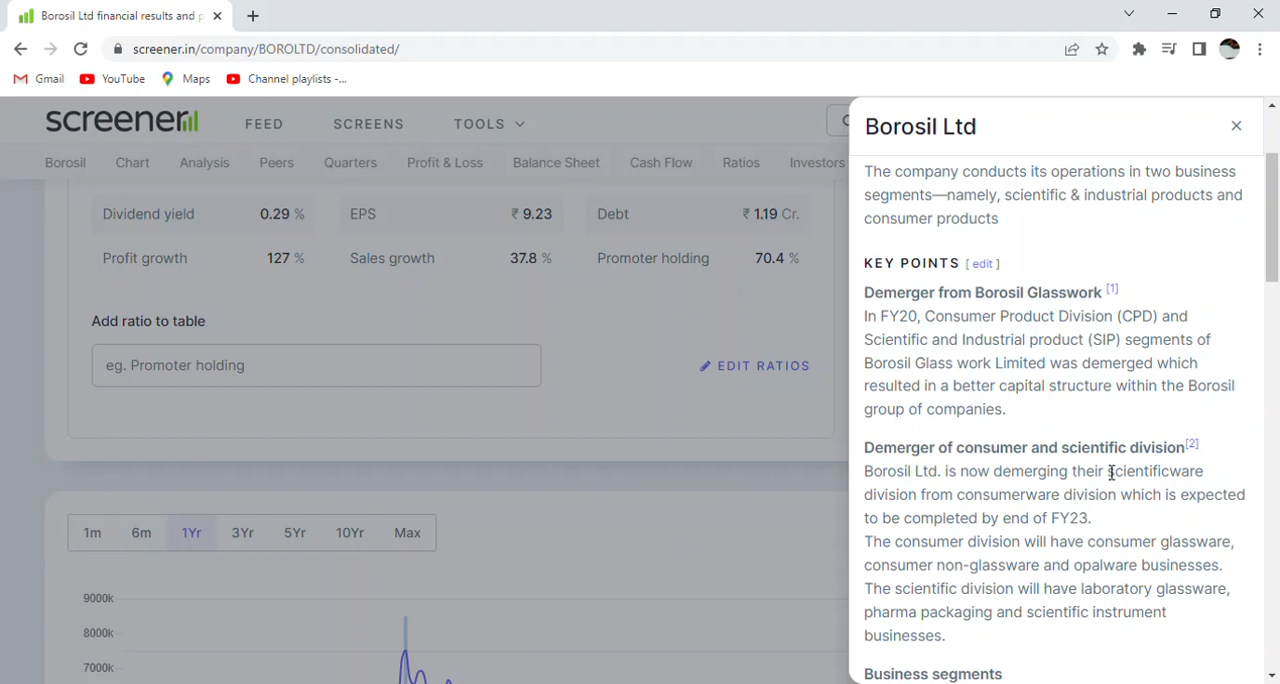 Borosil Ltd financial results and p
screener.in/company/BOROLTD/consolidated/
Gmail YouTube Maps Channel playlists -...
screener FEED SCREENS TOOLS
Borosil Chart Analysis Peers Quarters Profit & Loss Balance Sheet Cash Flow Ratios Investors
Dividend yield 0.29 % EPS ₹ 9.23 Debt ₹ 1.19 Cr.
Profit growth 127 % Sales growth 37.8 % Promoter holding 70.4 %
Add ratio to table
eg. Promoter holding EDIT RATIOS
1m 6m 1Yr 3Yr 5Yr 10Yr Max
9000k
8000k
7000k
Borosil Ltd
The company conducts its operations in two business
segments—namely, scientific & industrial products and
consumer products
KEY POINTS [ edit ]
Demerger from Borosil Glasswork [1]
In FY20, Consumer Product Division (CPD) and
Scientific and Industrial product (SIP) segments of
Borosil Glass work Limited was demerged which
resulted in a better capital structure within the Borosil
group of companies.
Demerger of consumer and scientific division[2]
Borosil Ltd. is now demerging their scientificware
division from consumerware division which is expected
to be completed by end of FY23.
The consumer division will have consumer glassware,
consumer non-glassware and opalware businesses.
The scientific division will have laboratory glassware,
pharma packaging and scientific instrument
businesses.
Business segments